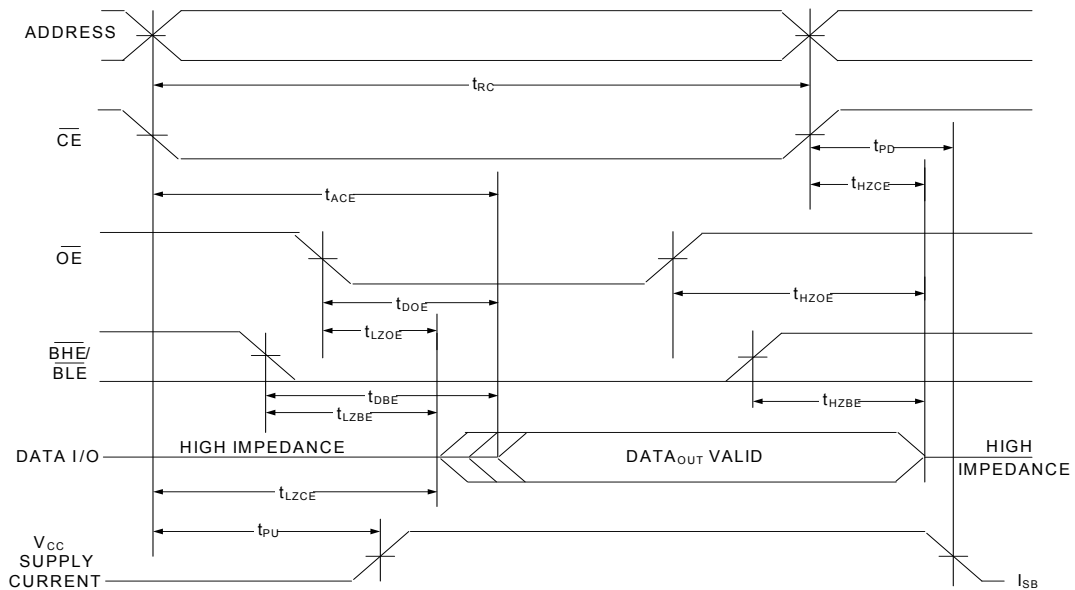 ADDRESS
tRC
CE
tPD
tHZCE
tACE
OE
tHZOE
tDOE
tLZOE
BHE/
BLE
tDBE
tHZBE
tLZBE
HIGH IMPEDANCE
DATA I/O
DATAOUT VALID
HIGH
IMPEDANCE
tLZCE
tPU
VCC
SUPPLY
CURRENT
ISB